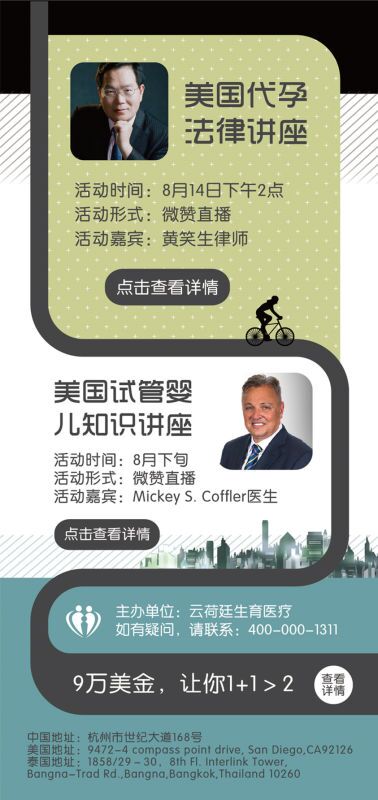 美国代孕
法律讲座
活动时间：8月14日下午2点
活动形式：微赞直播
活动嘉宾：黄笑生律师
点击查看详情
美国试管婴
儿知识讲座
活动时间：8月下旬
活动形式：微赞直播
活动嘉宾：Mickey S. Coffler医生
点击查看详情
主办单位：云荷廷生育医疗
如有疑问，请联系：400-000-1311
9万美金，让你1+1＞2
查看
详情
中国地址：杭州市世纪大道168号
美国地址：9472-4 compass point drive, San Diego,CA92126
泰国地址：1858/29－30，8th Fl. Interlink Tower,
Bangna-Trad Rd.,Bangna,Bangkok,Thailand 10260